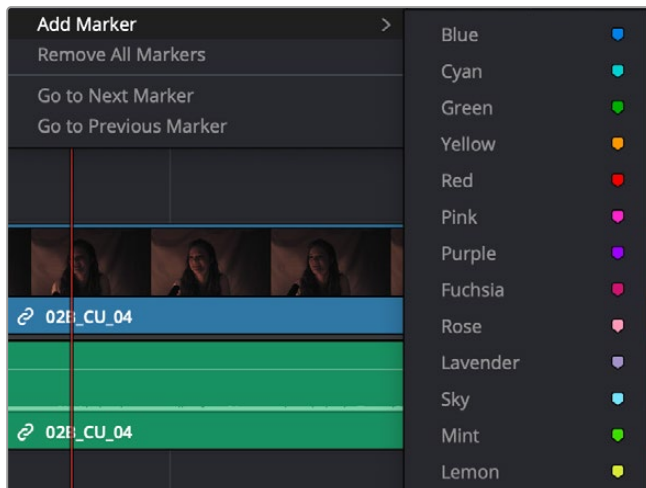 Add Marker
Remove All Markers
Go to Next Marker
Go to Previous Marker
Blue
Cyan
Green
Yellow
Red
Pink
Purple
Fuchsia
Rose
Lavender
Sky
Mint
Lemon
02B_CU_04
02B_CU_04